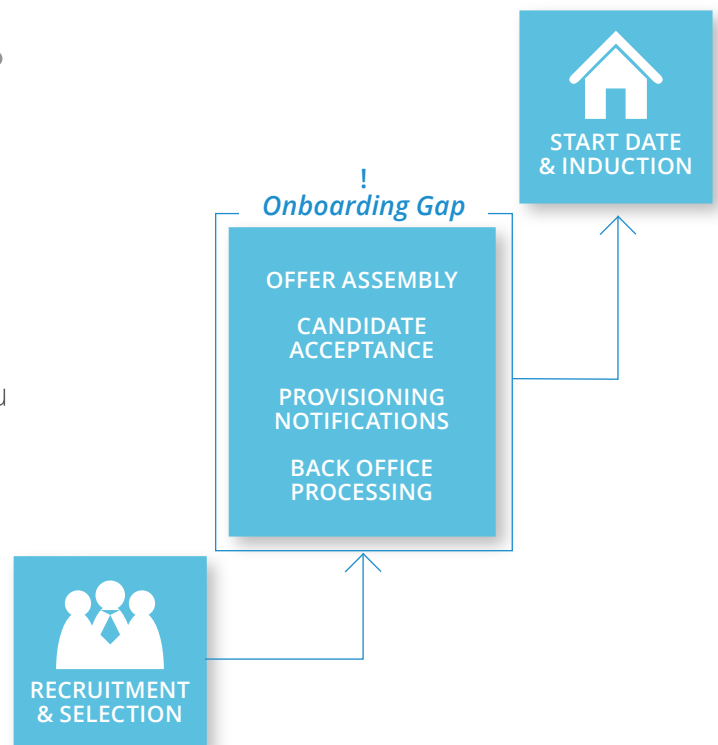 START DATE
& INDUCTION
!
Onboarding Gap
OFFER ASSEMBLY
CANDIDATE
ACCEPTANCE
PROVISIONING
NOTIFICATIONS
BACK OFFICE
PROCESSING
RECRUITMENT
& SELECTION